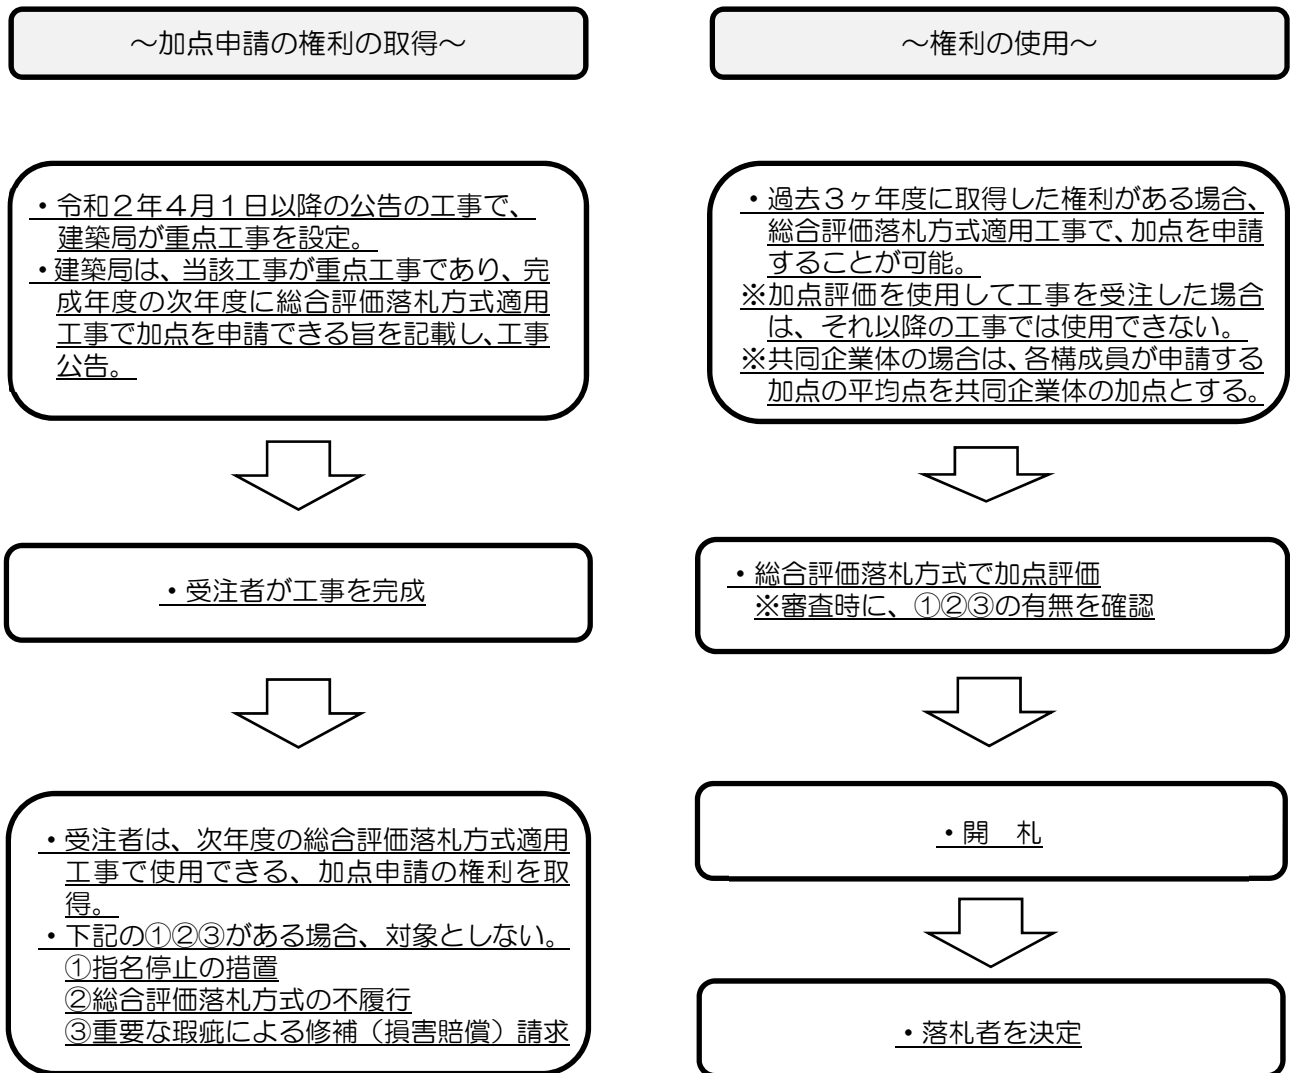 ～加点申請の権利の取得～
・令和２年４月１日以降の公告の工事で、
建築局が重点工事を設定。
・建築局は、当該工事が重点工事であり、完
成年度の次年度に総合評価落札方式適用
工事で加点を申請できる旨を記載し、工事
公告。
・受注者が工事を完成
・受注者は、次年度の総合評価落札方式適用
工事で使用できる、加点申請の権利を取
得。
・下記の①②③がある場合、対象としない。
①指名停止の措置
②総合評価落札方式の不履行
③重要な瑕疵による修補（損害賠償）請求
～権利の使用～
・過去３ヶ年度に取得した権利がある場合、
総合評価落札方式適用工事で、加点を申請
することが可能。
※加点評価を使用して工事を受注した場合
は、それ以降の工事では使用できない。
※共同企業体の場合は、各構成員が申請する
加点の平均点を共同企業体の加点とする。
・総合評価落札方式で加点評価
※審査時に、①②③の有無を確認
・開　札
・落札者を決定